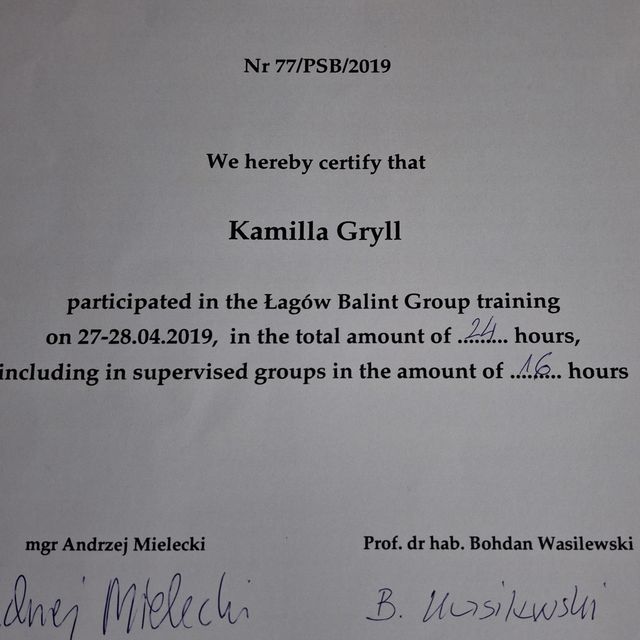 Nr 77/PSB/2019
We hereby certify that
Kamilla Gryll
participated in the Łagów Balint Group training
on 27-28.04.2019, in the total amount of ..24.. hours,
including in supervised groups in the amount of ..16.. hours
mgr Andrzej Mielecki
Prof. dr hab. Bohdan Wasilewski
Mielecki
B. Wasilewski